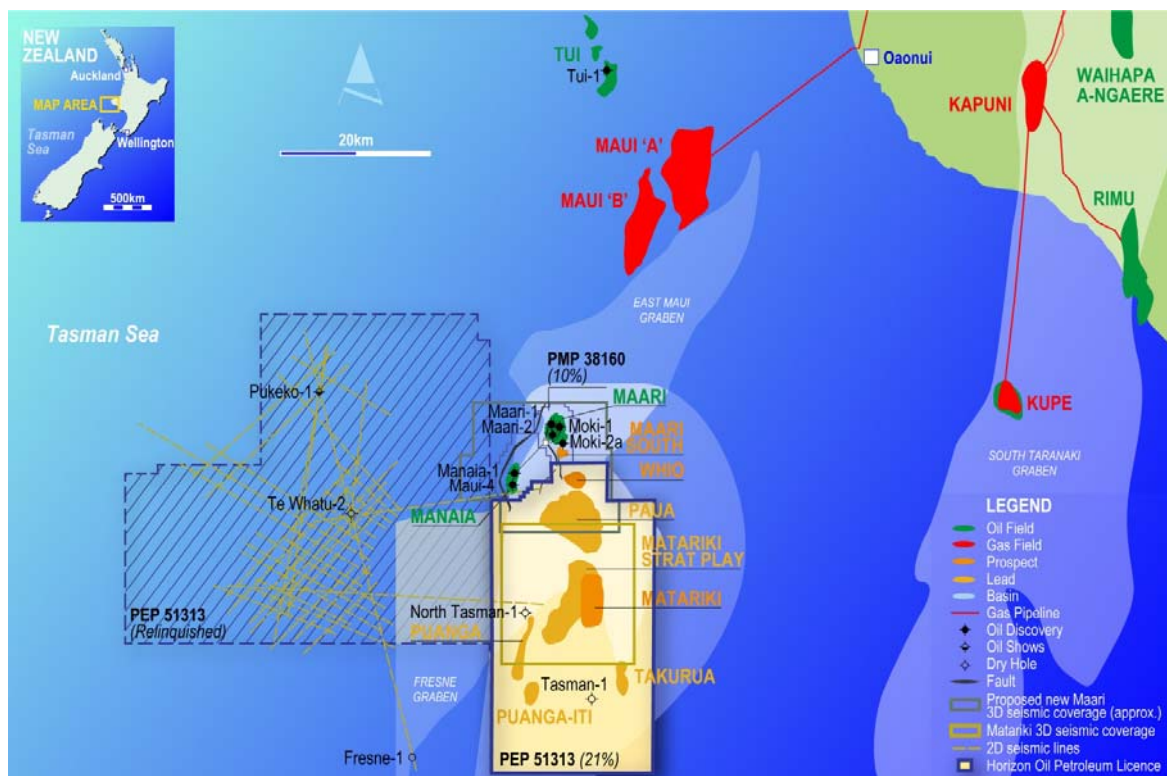 NEW
ZEALAND
Auckland
MAP AREA
Tasman
Sea
Wellington
500km
20km
TUI
Tui-1
Oaonui
WAIHAPA
A-NGAERE
KAPUNI
MAUI 'A'
MAUI 'B'
RIMU
EAST MAUI
GRABEN
Tasman Sea
PMP 38160
(10%)
Pukeko-1
MAARI
Maari-1
Maari-2
Moki-1
Moki-2a
MAARI
SOUTH
KUPE
Manaia-1
Maui-4
WHIO
SOUTH TARANAKI
GRABEN
Te Whatu-2
MANAIA
PAUA
MATARIKI
STRAT PLAY
MATARIKI
North Tasman-1
PUANGA
PEP 51313
(Relinquished)
FRESNE
GRABEN
Tasman-1
TAKURUA
PUANGA-ITI
Fresne-1
PEP 51313 (21%)
LEGEND
Oil Field
Gas Field
Prospect
Lead
Basin
Gas Pipeline
Oil Discovery
Oil Shows
Dry Hole
Fault
Proposed new Maari
3D seismic coverage (approx.)
Matariki 3D seismic coverage
2D seismic lines
Horizon Oil Petroleum Licence